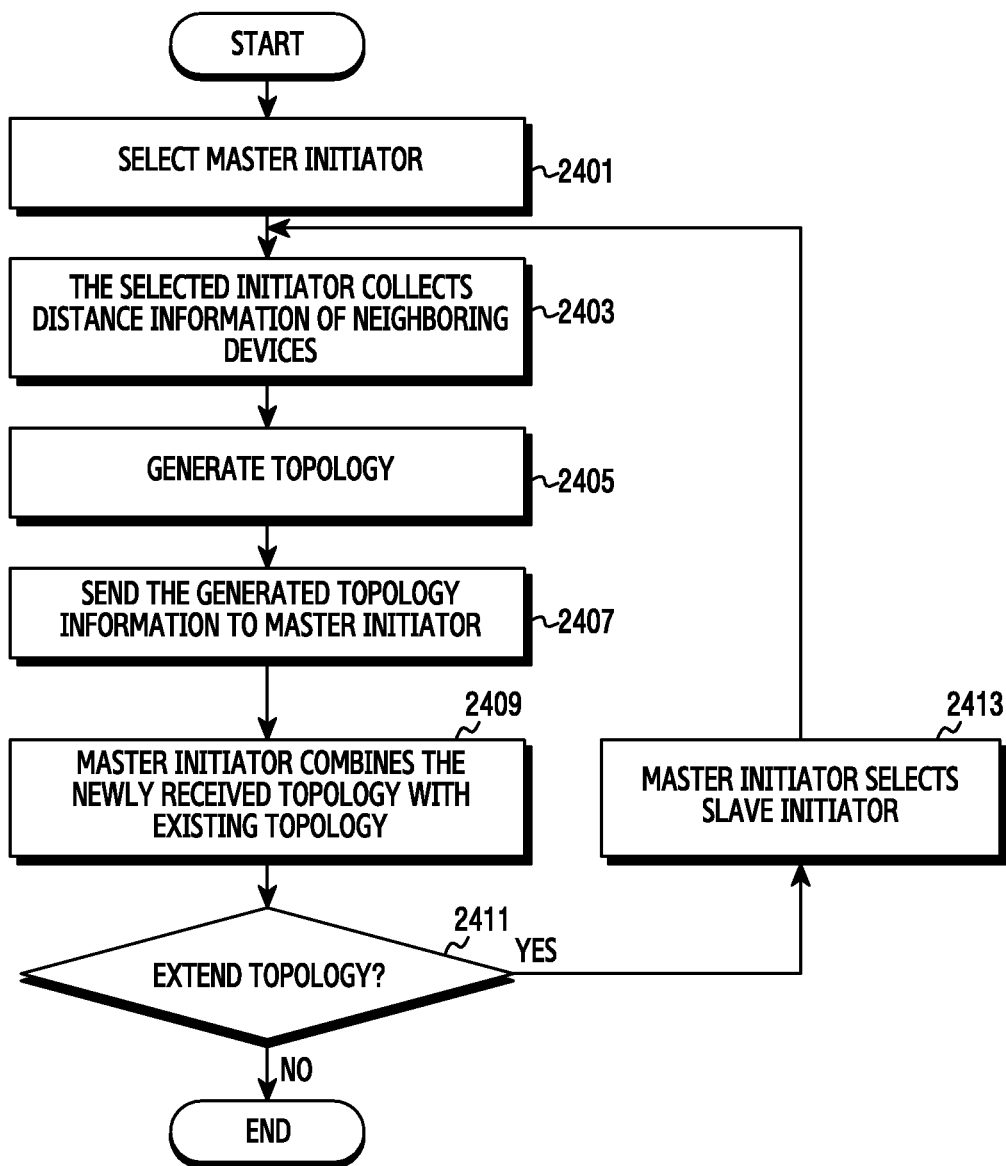 START
SELECT MASTER INITIATOR
2401
THE SELECTED INITIATOR COLLECTS
DISTANCE INFORMATION OF NEIGHBORING
DEVICES
2403
GENERATE TOPOLOGY
2405
SEND THE GENERATED TOPOLOGY
INFORMATION TO MASTER INITIATOR
2407
2409
MASTER INITIATOR COMBINES THE
NEWLY RECEIVED TOPOLOGY WITH
EXISTING TOPOLOGY
2413
MASTER INITIATOR SELECTS
SLAVE INITIATOR
2411
EXTEND TOPOLOGY?
YES
NO
END